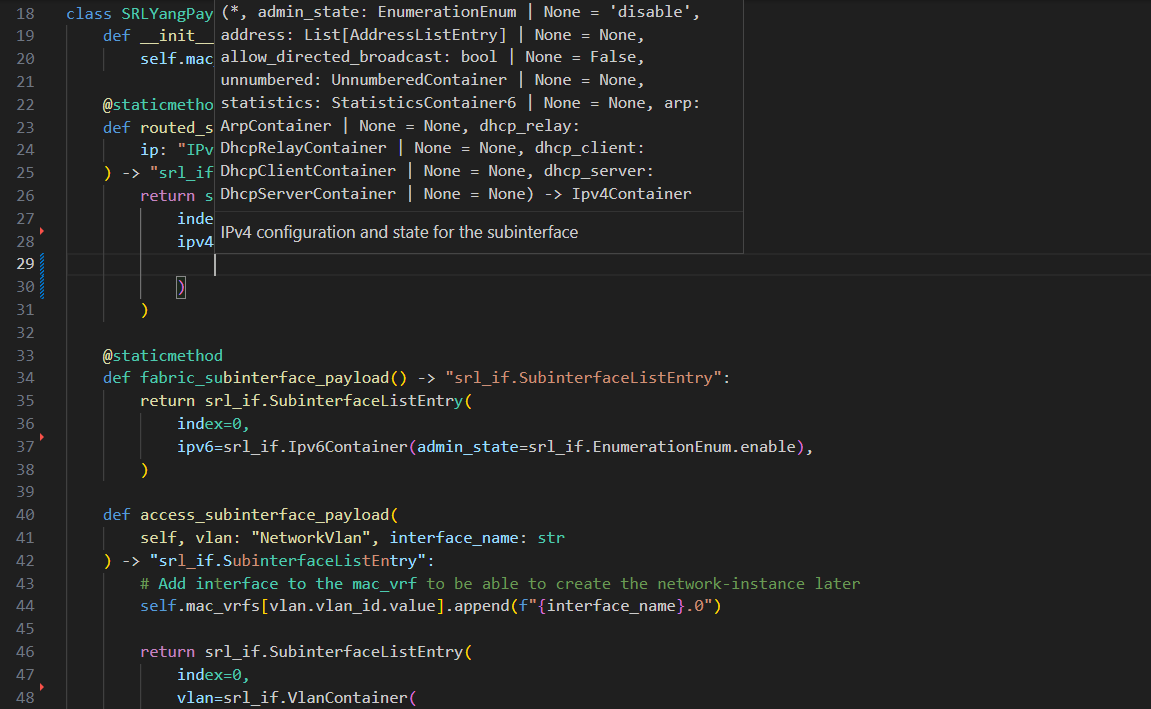 18 class SRLYangPay
19 def __init__
20 self.mac
21
22 @staticmetho
23 def routed_s
24 ip: "IPv
25 ) -> "srl_if
26 return s
27 inde
28 ipv4
29
30 )
31 )
32
33 @staticmethod
34 def fabric_subinterface_payload() -> "srl_if.SubinterfaceListEntry":
35 return srl_if.SubinterfaceListEntry(
36 index=0,
37 ipv6=srl_if.Ipv6Container(admin_state=srl_if.EnumerationEnum.enable),
38 )
39
40 def access_subinterface_payload(
41 self, vlan: "NetworkVlan", interface_name: str
42 ) -> "srl_if.SubinterfaceListEntry":
43 # Add interface to the mac_vrf to be able to create the network-instance later
44 self.mac_vrfs[vlan.vlan_id.value].append(f"{interface_name}.0")
45
46 return srl_if.SubinterfaceListEntry(
47 index=0,
48 vlan=srl_if.VlanContainer(
(*, admin_state: EnumerationEnum | None = 'disable',
address: List[AddressListEntry] | None = None,
allow_directed_broadcast: bool | None = False,
unnumbered: UnnumberedContainer | None = None,
statistics: StatisticsContainer6 | None = None, arp:
ArpContainer | None = None, dhcp_relay:
DhcpRelayContainer | None = None, dhcp_client:
DhcpClientContainer | None = None, dhcp_server:
DhcpServerContainer | None = None) -> Ipv4Container
IPv4 configuration and state for the subinterface